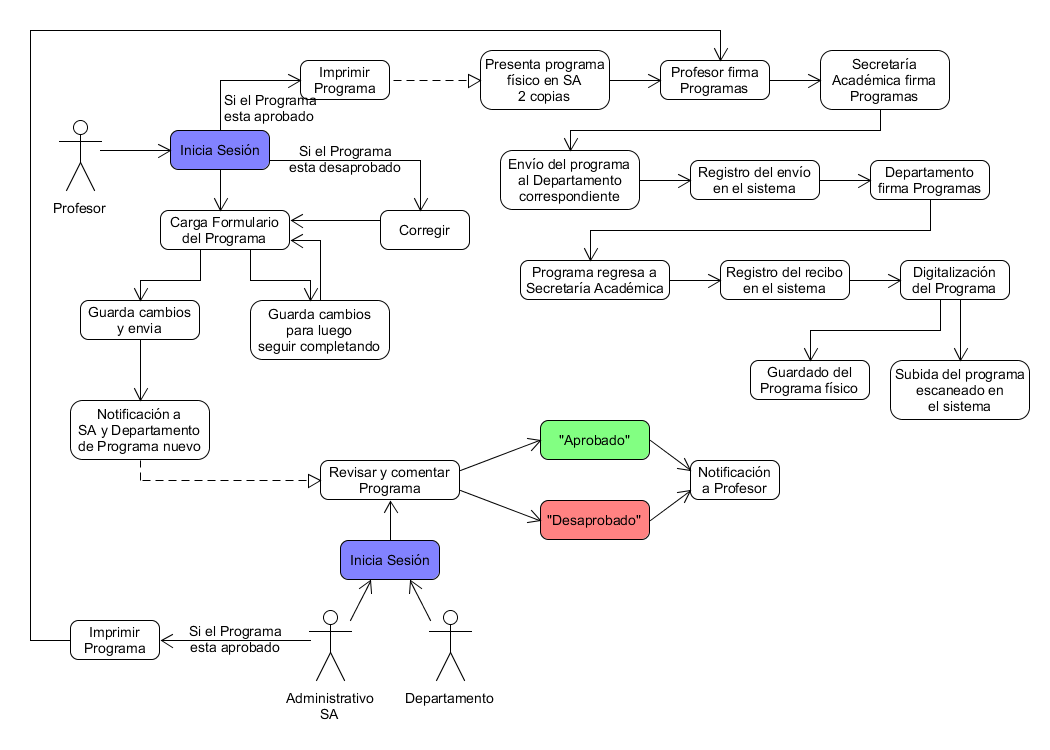 Imprimir
Programa
Presenta programa
físico en SA
2 copias
Profesor firma
Programas
Secretaría
Académica firma
Programas
Si el Programa
esta aprobado
Inicia Sesión
Si el Programa
esta desaprobado
Profesor
Envío del programa
al Departamento
correspondiente
Registro del envío
en el sistema
Departamento
firma Programas
Carga Formulario
del Programa
Corregir
Programa regresa a
Secretaría Académica
Registro del recibo
en el sistema
Digitalización
del Programa
Guarda cambios
y envia
Guarda cambios
para luego
seguir completando
Guardado del
Programa físico
Subida del programa
escaneado en
el sistema
Notificación a
SA y Departamento
de Programa nuevo
Revisar y comentar
Programa
"Aprobado"
"Desaprobado"
Notificación
a Profesor
Inicia Sesión
Imprimir
Programa
Si el Programa
esta aprobado
Administrativo
SA
Departamento